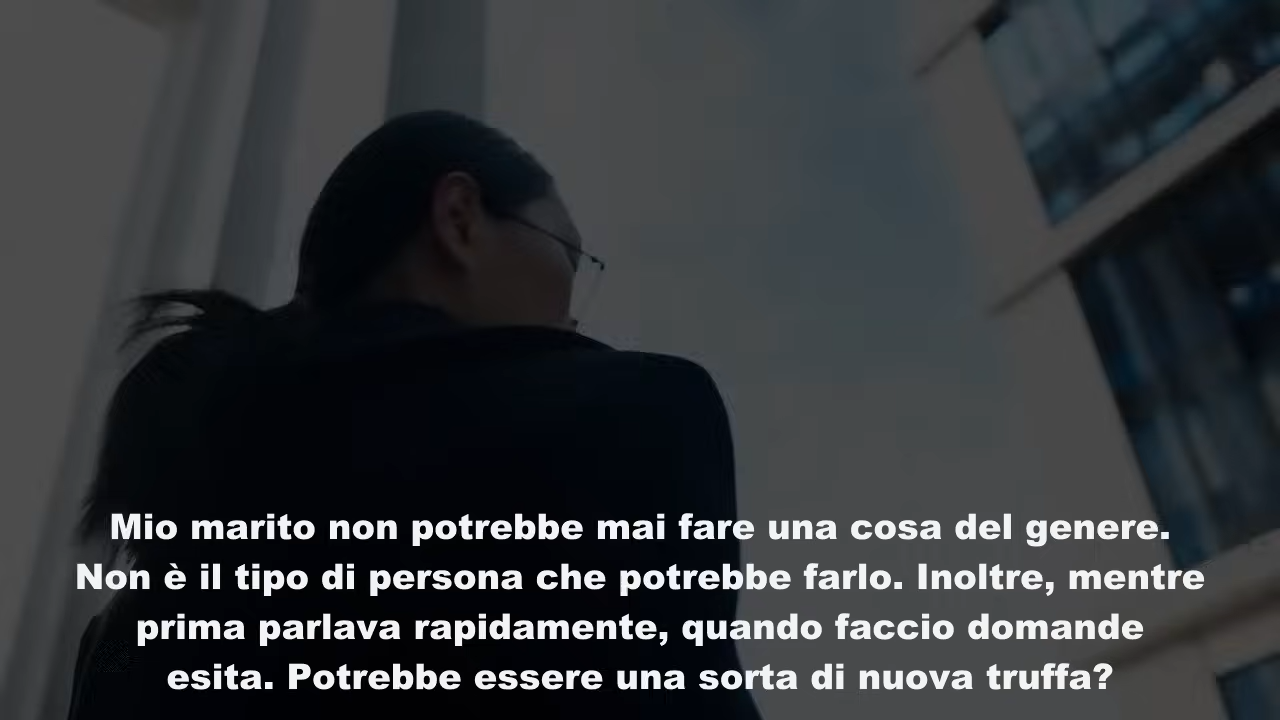 Mio marito non potrebbe mai fare una cosa del genere.
Non è il tipo di persona che potrebbe farlo. Inoltre, mentre
prima parlava rapidamente, quando faccio domande
esita. Potrebbe essere una sorta di nuova truffa?